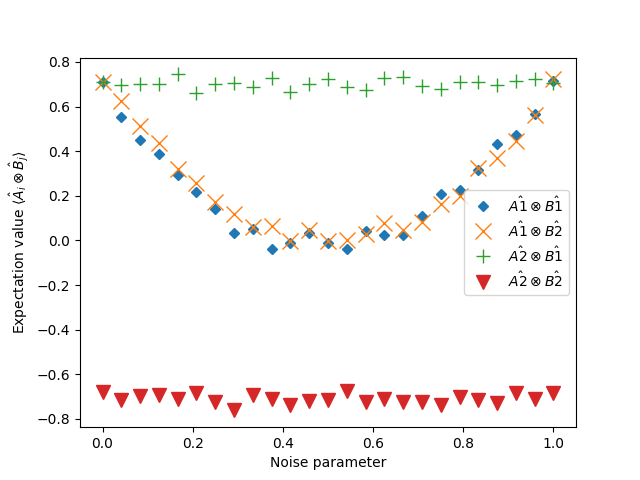 0.8
0.6
0.4
0.2
0.0
−0.2
−0.4
−0.6
−0.8
Expectation value ⟨Âᵢ ⊗ B̂ⱼ⟩
Â1 ⊗ B̂1
Â1 ⊗ B̂2
Â2 ⊗ B̂1
Â2 ⊗ B̂2
0.0 0.2 0.4 0.6 0.8 1.0
Noise parameter